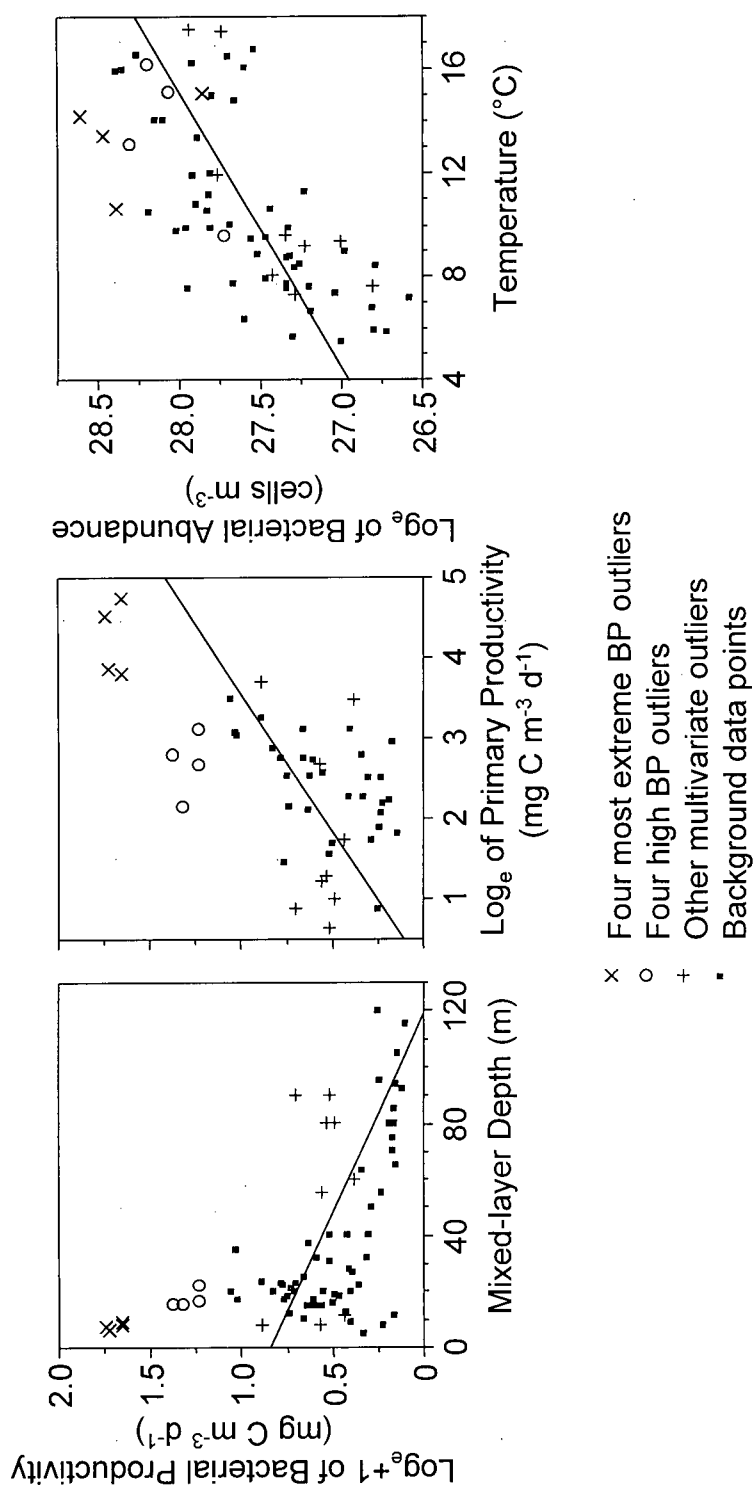 Logₑ+1 of Bacterial Productivity
(mg C m⁻³ d⁻¹)
2.0
1.5
1.0
0.5
0
0
40
80
120
Mixed-layer Depth (m)
1
2
3
4
5
Logₑ of Primary Productivity
(mg C m⁻³ d⁻¹)
Logₑ of Bacterial Abundance
(cells m⁻³)
28.5
28.0
27.5
27.0
26.5
4
8
12
16
Temperature (°C)
× Four most extreme BP outliers
○ Four high BP outliers
+ Other multivariate outliers
▪ Background data points